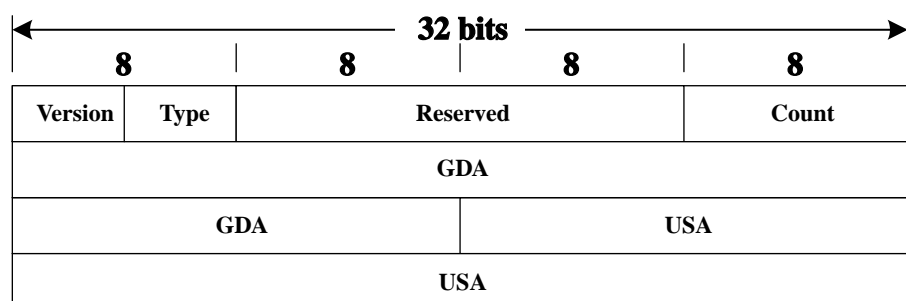 32 bits
8 8 8 8
Version Type Reserved Count
GDA
GDA USA
USA